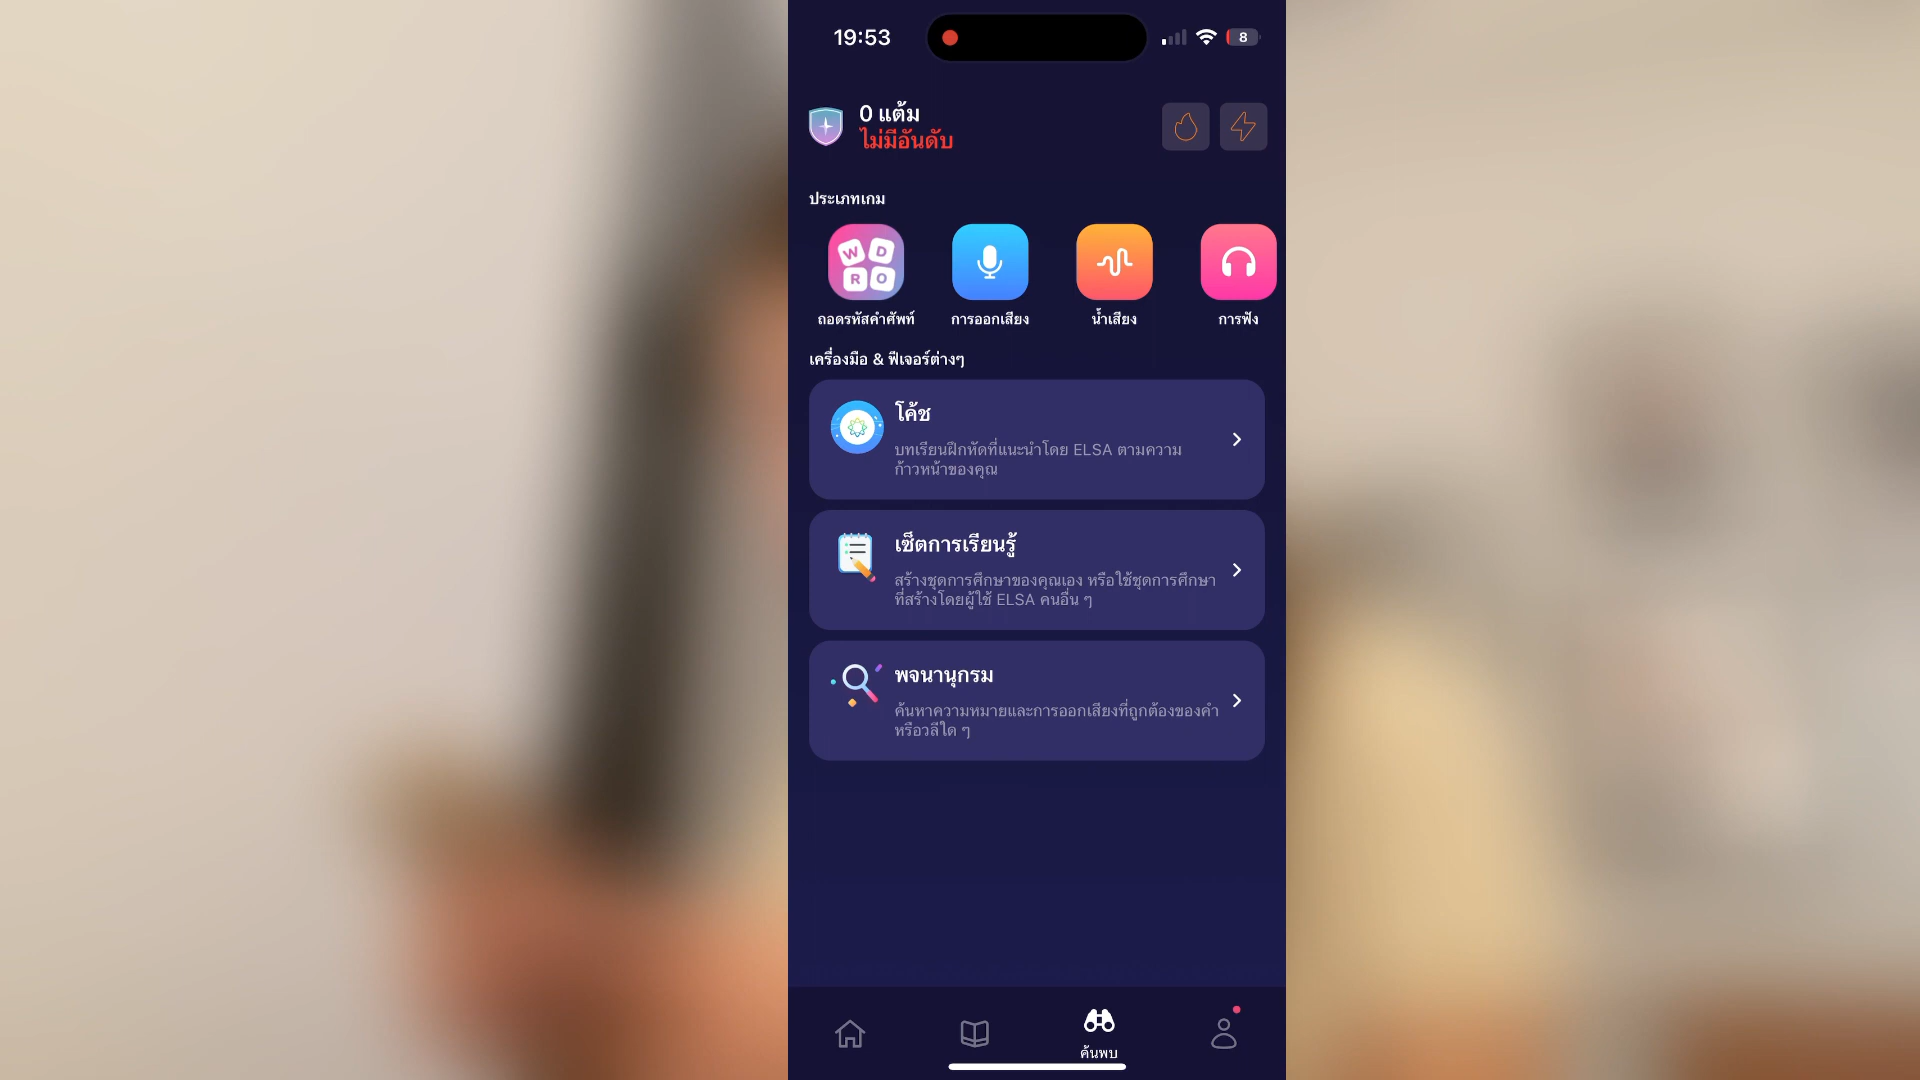 19:53
8
0 แต้ม
ไม่มีอันดับ
ประเภทเกม
W D
R O
ถอดรหัสคำศัพท์ การออกเสียง น้ำเสียง การฟัง
เครื่องมือ & ฟีเจอร์ต่างๆ
โค้ช
บทเรียนฝึกหัดที่แนะนำโดย ELSA ตามความ
ก้าวหน้าของคุณ
เซ็ตการเรียนรู้
สร้างชุดการศึกษาของคุณเอง หรือใช้ชุดการศึกษา
ที่สร้างโดยผู้ใช้ ELSA คนอื่น ๆ
พจนานุกรม
ค้นหาความหมายและการออกเสียงที่ถูกต้องของคำ
หรือวลีใด ๆ
ค้นพบ